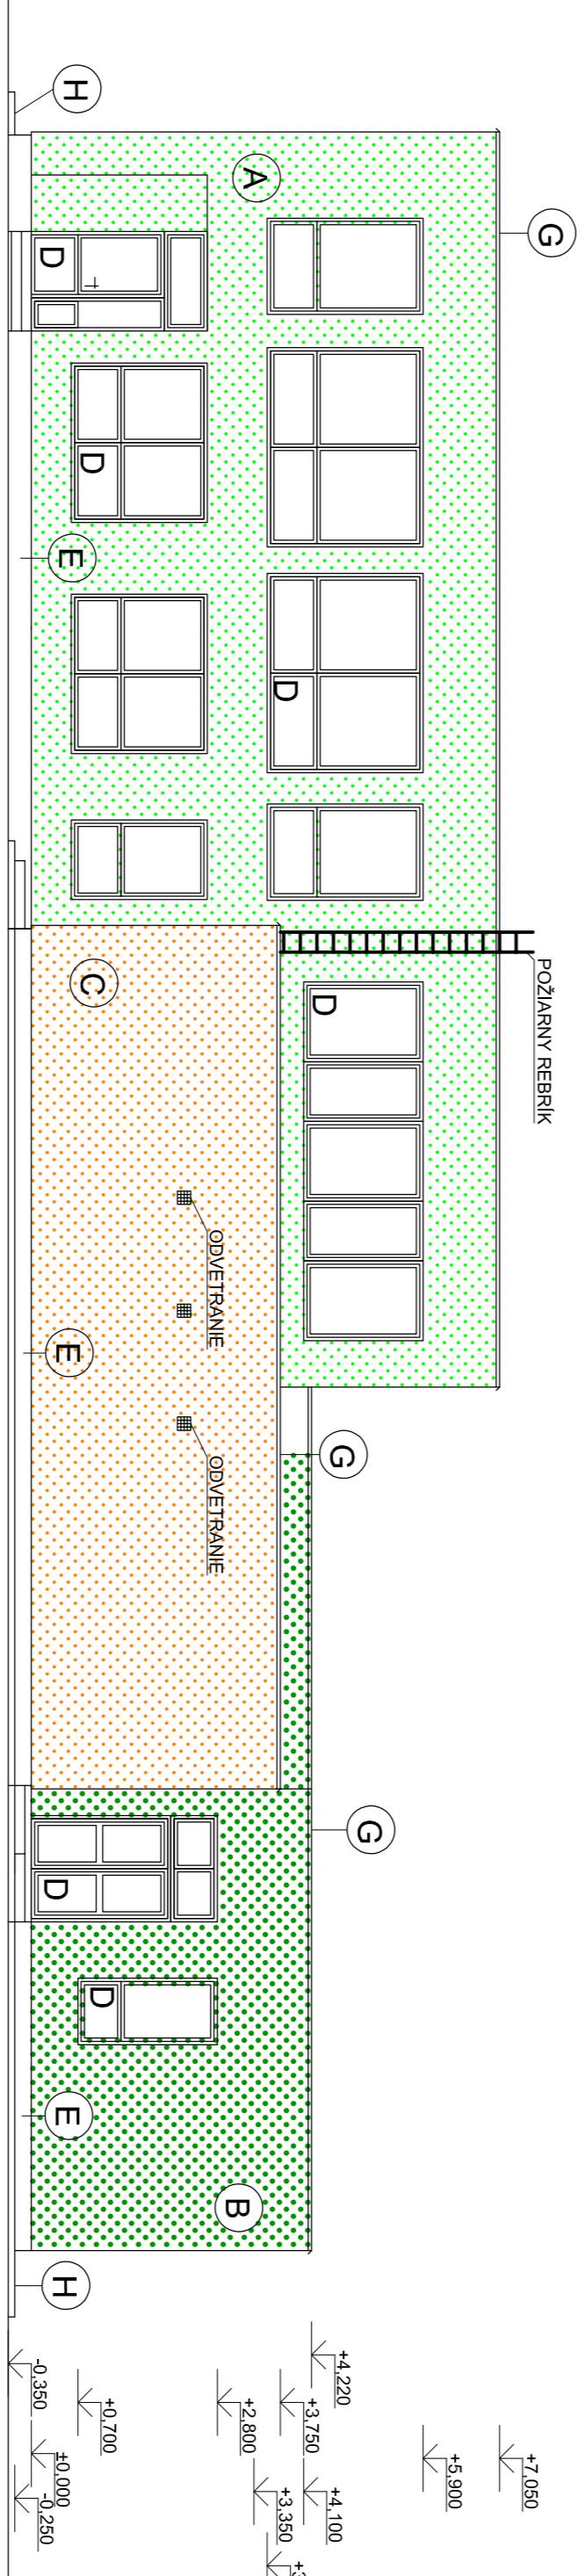 H
A
G
D
D
E
D
POŽIARNY REBRÍK
C
D
ODVETRANIE
E
ODVETRANIE
G
G
D
D
E
B
H
+7,050
+5,900
+4,220
+4,100
+3,750
+3,350
+2,800
+0,700
±0,000
-0,250
-0,350